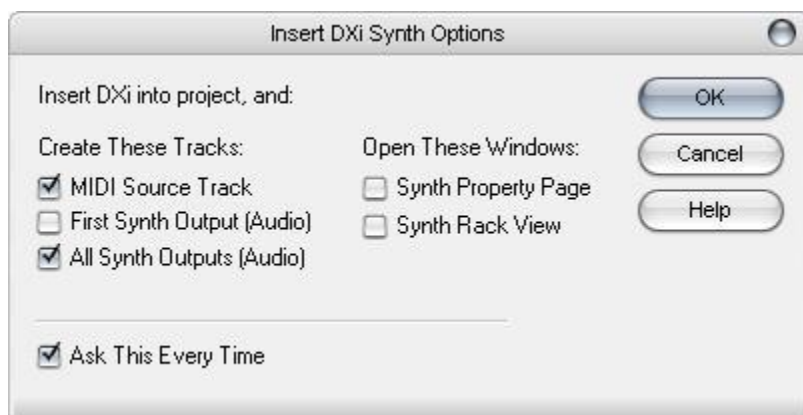 Insert DXi Synth Options
Insert DXi into project, and:
Create These Tracks:
MIDI Source Track
First Synth Output (Audio)
All Synth Outputs (Audio)
Open These Windows:
Synth Property Page
Synth Rack View
Ask This Every Time
OK
Cancel
Help